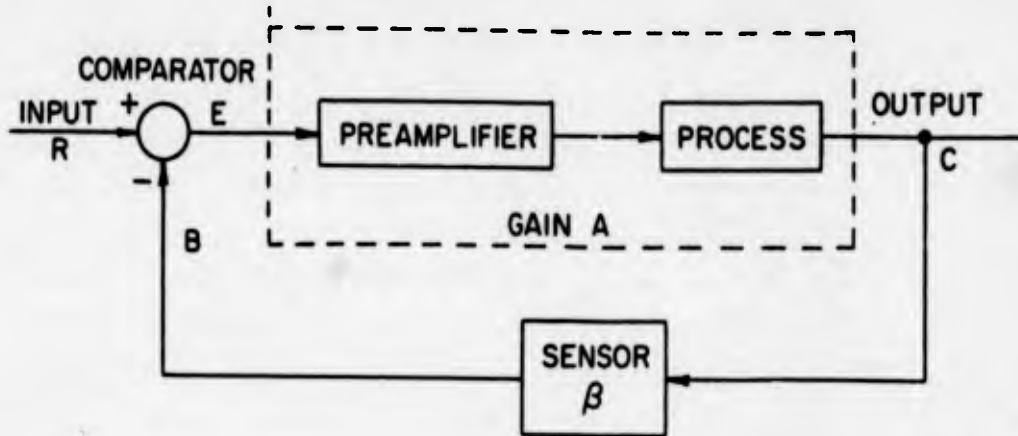 COMPARATOR
INPUT
+
E
PREAMPLIFIER
PROCESS
OUTPUT
R
C
-
B
GAIN A
SENSOR
β